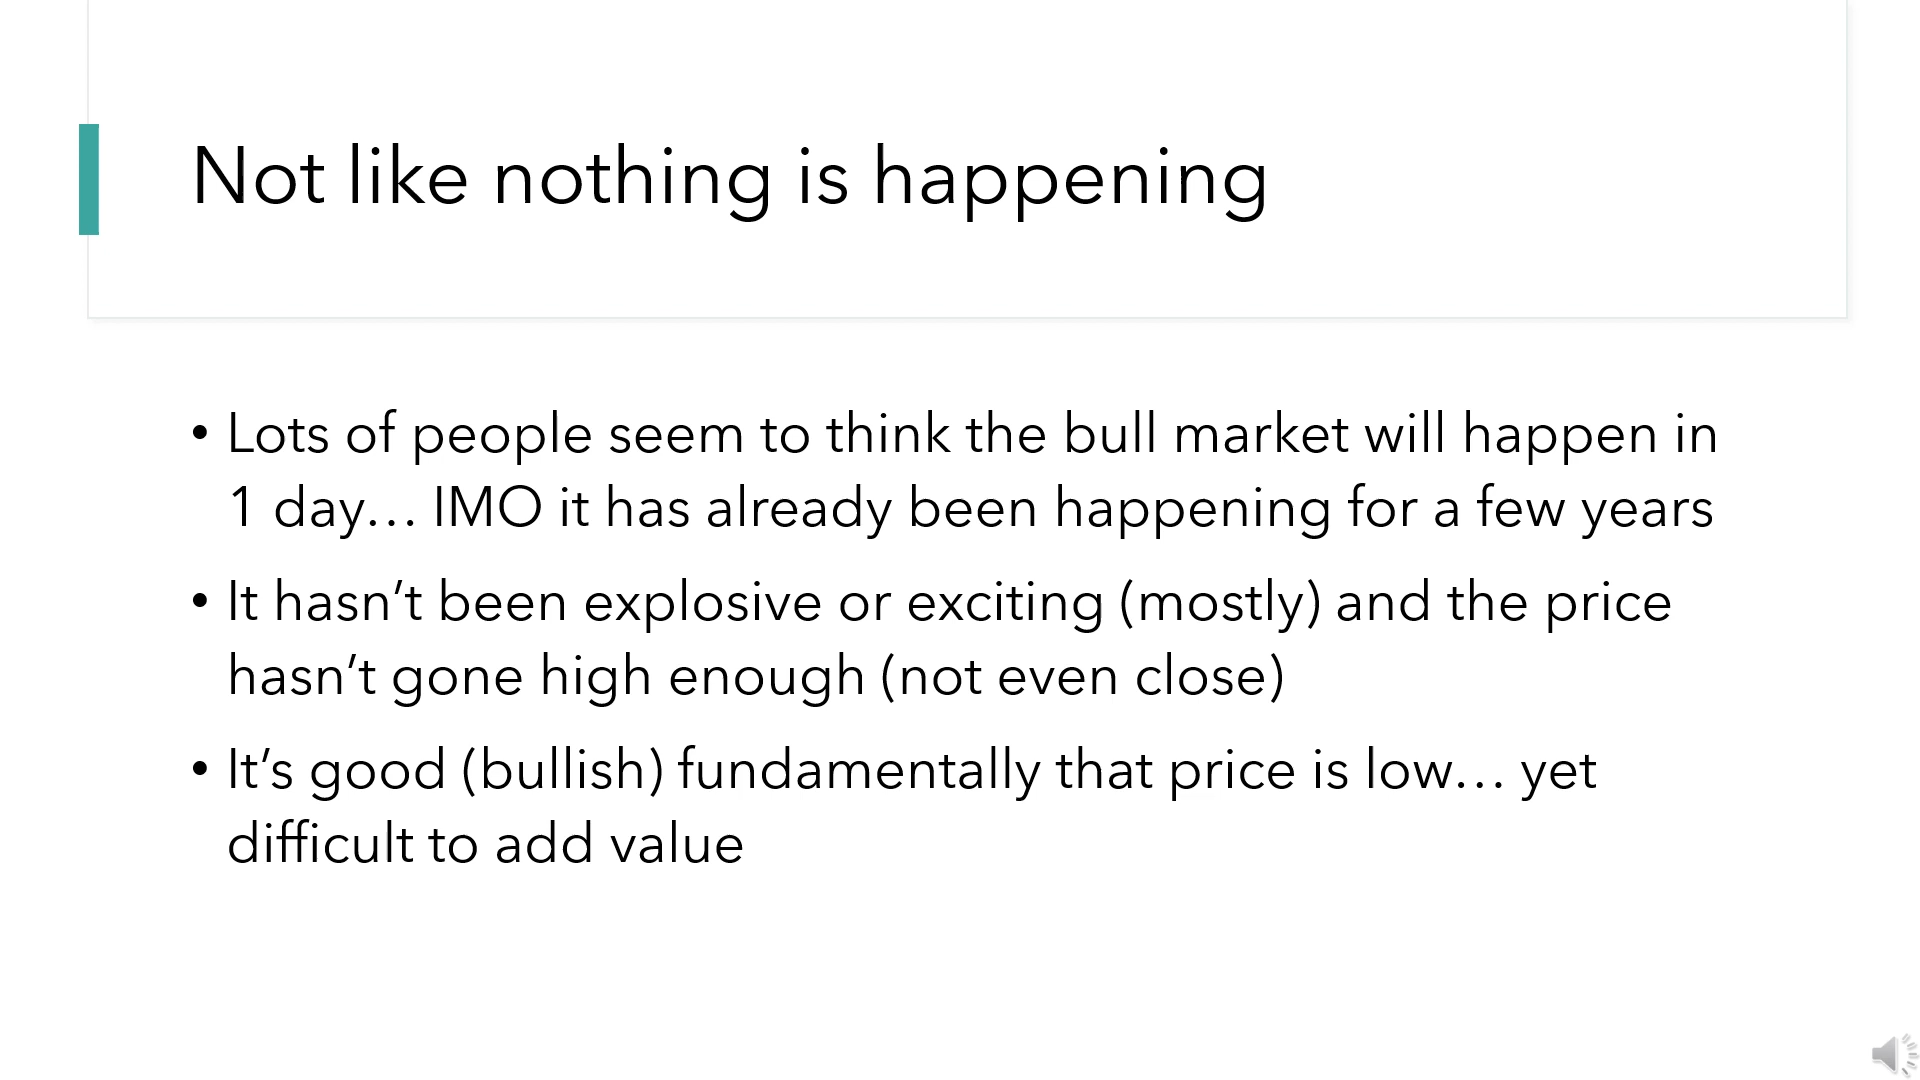 Not like nothing is happening
• Lots of people seem to think the bull market will happen in
1 day… IMO it has already been happening for a few years
• It hasn’t been explosive or exciting (mostly) and the price
hasn’t gone high enough (not even close)
• It’s good (bullish) fundamentally that price is low… yet
difficult to add value